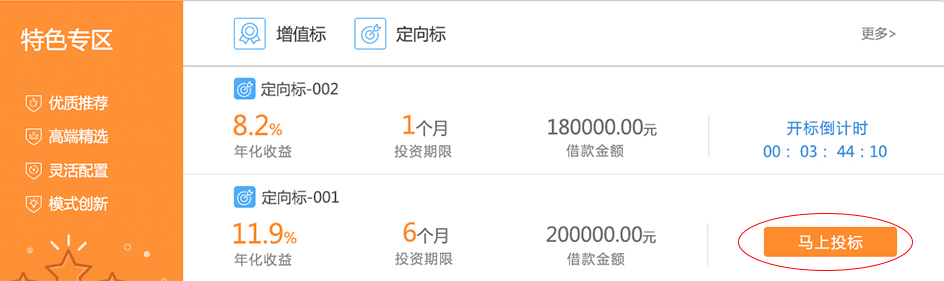 特色专区
优质推荐
高端精选
灵活配置
模式创新
增值标 定向标 更多>
定向标-002
8.2% 1个月 180000.00元 开标倒计时
年化收益 投资期限 借款金额 00： 03： 44：10
定向标-001
11.9% 6个月 200000.00元 马上投标
年化收益 投资期限 借款金额